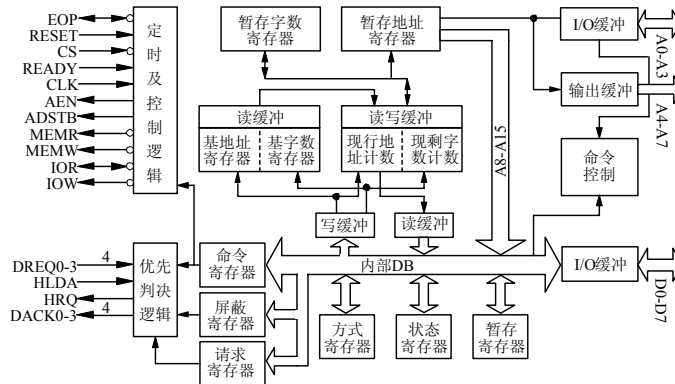 EOP
RESET
CS
READY
CLK
AEN
ADSTB
MEMR
MEMW
IOR
IOW
定时及控制逻辑
暂存字数
寄存器
暂存地址
寄存器
I/O缓冲
A0-A3
输出缓冲
A4-A7
读缓冲
基地址
寄存器
基字数
寄存器
读写缓冲
现行地
址计数
现剩字
数计数
A8-A15
命令
控制
写缓冲
读缓冲
DREQ0-3
4
HLDA
HRQ
DACK0-3
4
优先
判决
逻辑
命令
寄存器
内部DB
I/O缓冲
D0-D7
屏蔽
寄存器
请求
寄存器
方式
寄存器
状态
寄存器
暂存
寄存器